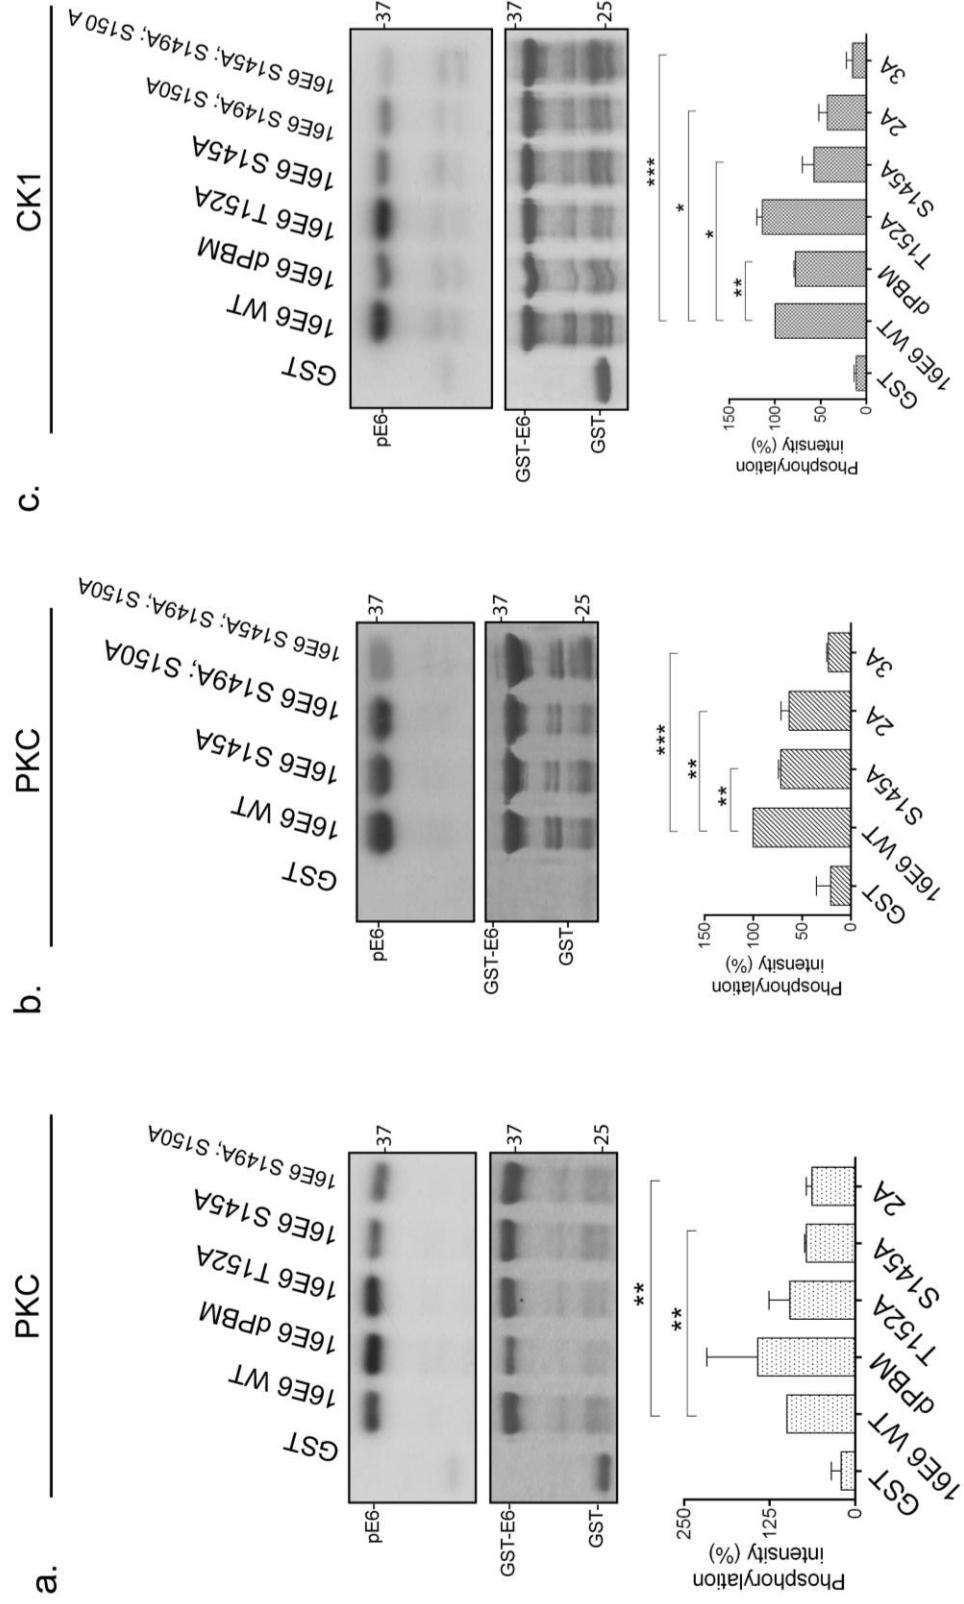 a.
PKC
GST
16E6 WT
16E6 dPBM
16E6 T152A
16E6 S145A
16E6 S149A; S150A
pE6-
-37
GST-E6-
-37
GST-
-25
**
**
Phosphorylation
intensity (%)
250
125
0
GST
16E6 WT
dPBM
T152A
S145A
2A
b.
PKC
GST
16E6 WT
16E6 S145A
16E6 S149A; S150A
16E6 S145A; S149A; S150A
pE6-
-37
GST-E6-
-37
GST-
-25
***
**
**
Phosphorylation
intensity (%)
150
100
50
0
GST
16E6 WT
S145A
2A
3A
c.
CK1
GST
16E6 WT
16E6 dPBM
16E6 T152A
16E6 S145A
16E6 S149A; S150A
16E6 S145A; S149A; S150 A
pE6-
-37
GST-E6-
-37
GST-
-25
***
*
*
**
Phosphorylation
intensity (%)
150
100
50
0
GST
16E6 WT
dPBM
T152A
S145A
2A
3A